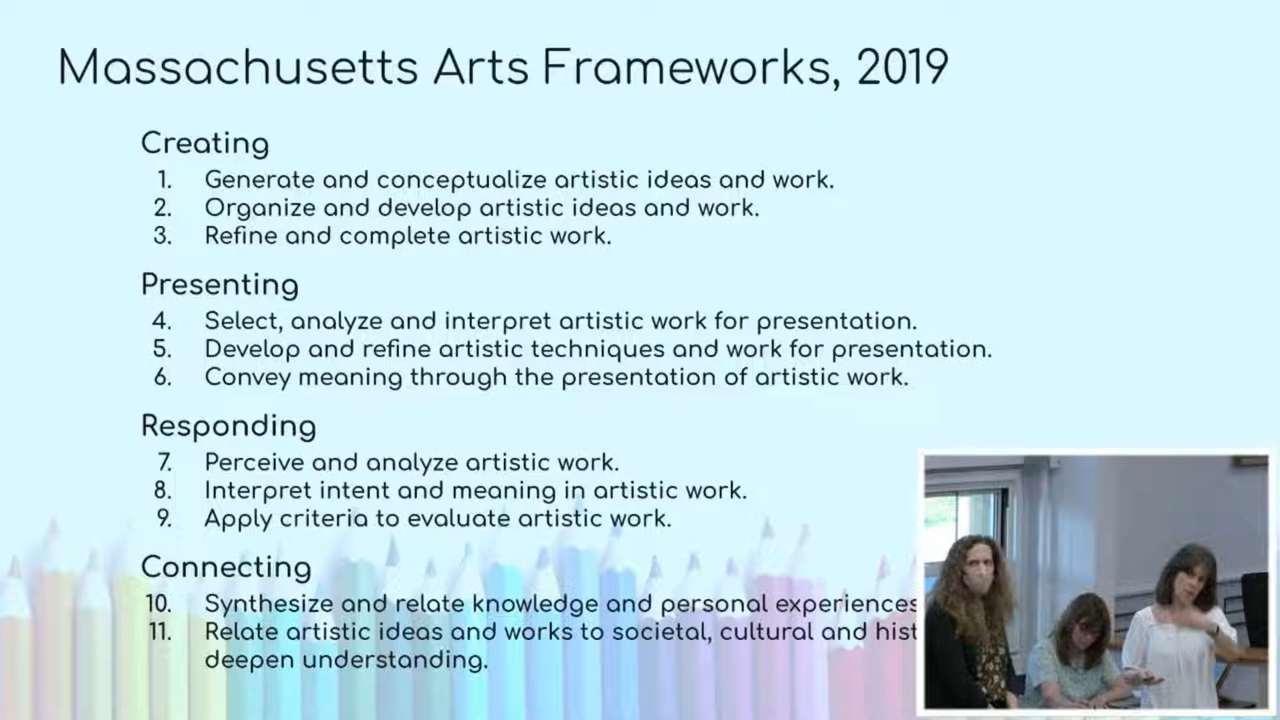 Massachusetts Arts Frameworks, 2019
Creating
1. Generate and conceptualize artistic ideas and work.
2. Organize and develop artistic ideas and work.
3. Refine and complete artistic work.
Presenting
4. Select, analyze and interpret artistic work for presentation.
5. Develop and refine artistic techniques and work for presentation.
6. Convey meaning through the presentation of artistic work.
Responding
7. Perceive and analyze artistic work.
8. Interpret intent and meaning in artistic work.
9. Apply criteria to evaluate artistic work.
Connecting
10. Synthesize and relate knowledge and personal experiences
11. Relate artistic ideas and works to societal, cultural and hist
deepen understanding.